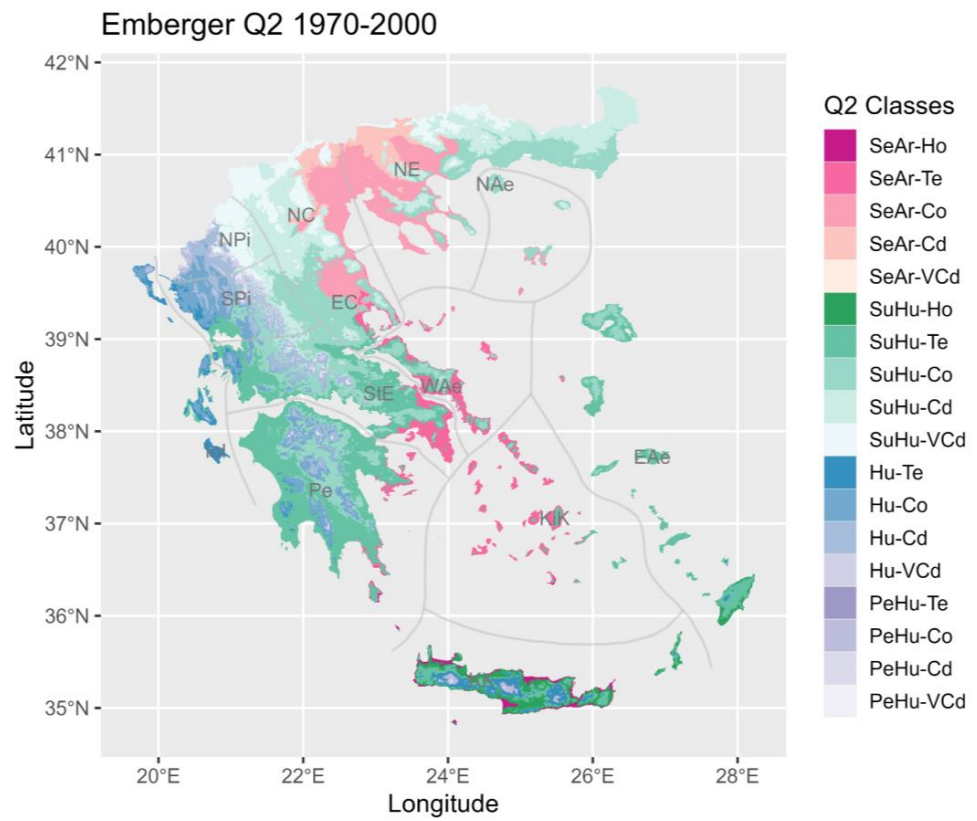 Emberger Q2 1970-2000
42°N
41°N
40°N
39°N
38°N
37°N
36°N
35°N
Latitude
20°E
22°E
24°E
26°E
28°E
Longitude
NE
NAe
NC
NPi
SPi
EC
WAe
StE
EAe
Pe
KiK
Q2 Classes
SeAr-Ho
SeAr-Te
SeAr-Co
SeAr-Cd
SeAr-VCd
SuHu-Ho
SuHu-Te
SuHu-Co
SuHu-Cd
SuHu-VCd
Hu-Te
Hu-Co
Hu-Cd
Hu-VCd
PeHu-Te
PeHu-Co
PeHu-Cd
PeHu-VCd